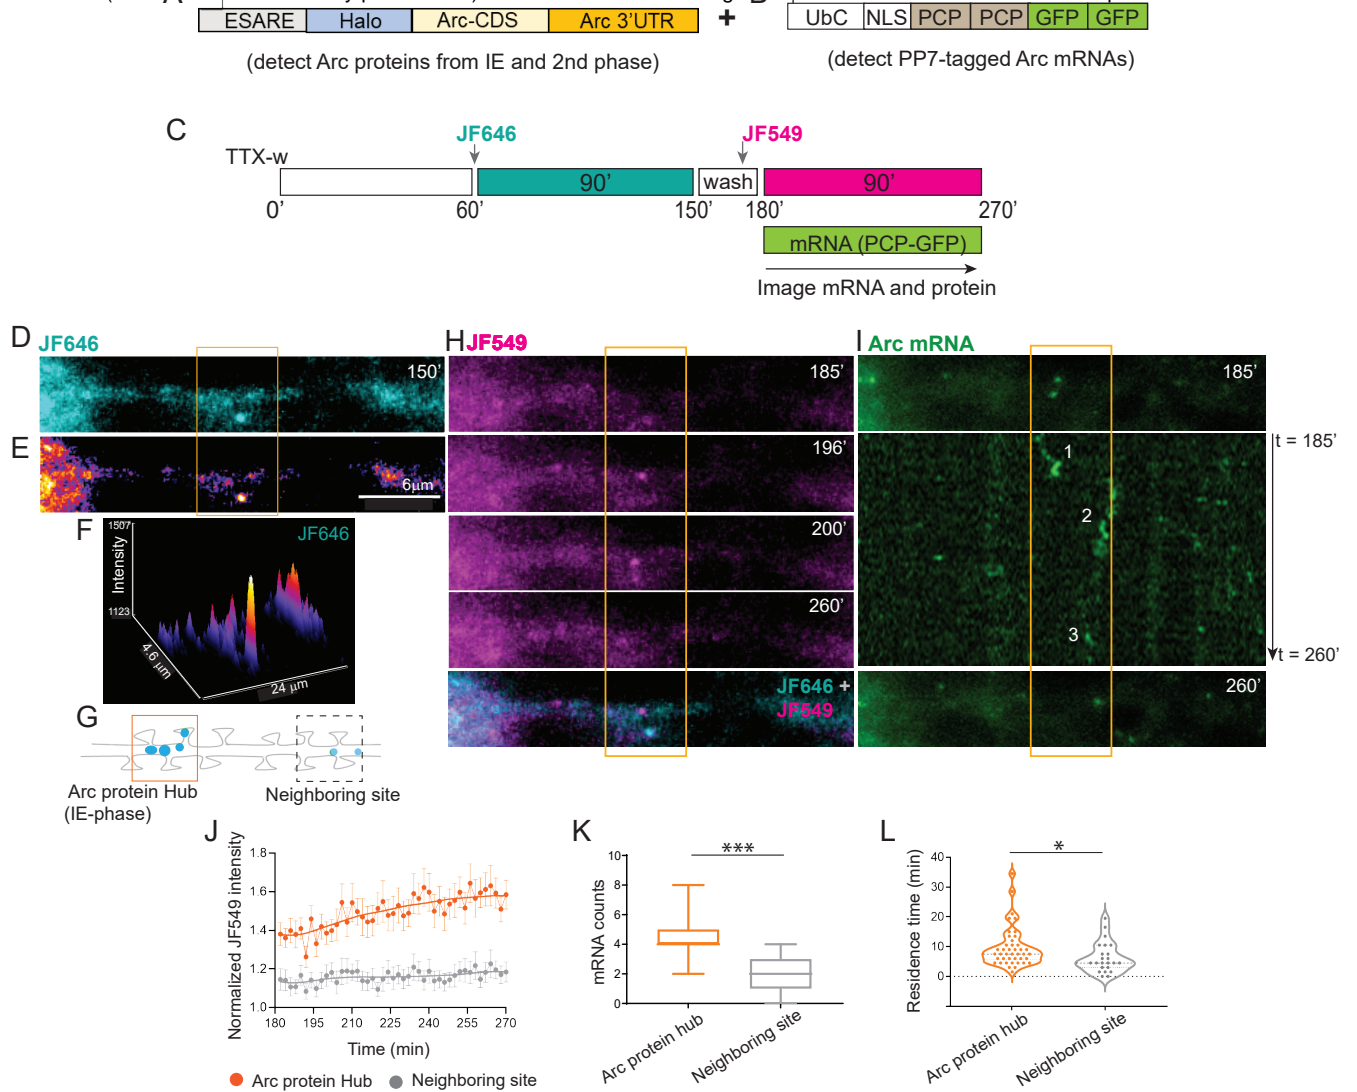 ESARE Halo Arc-CDS Arc 3'UTR + UbC NLS PCP PCP GFP GFP
(detect Arc proteins from IE and 2nd phase)
(detect PP7-tagged Arc mRNAs)
C
JF646 JF549
TTX-w
90' wash 90'
0' 60' 150' 180' 270'
mRNA (PCP-GFP)
Image mRNA and protein
D JF646
150'
E
6μm
F
JF646
1507
Intensity
1123
4.6 μm
24 μm
G
Arc protein Hub
(IE-phase)
Neighboring site
H JF549
185'
196'
200'
260'
JF646 +
JF549
I Arc mRNA
185'
t = 185'
1
2
3
t = 260'
260'
J
Normalized JF549 intensity
1.8
1.6
1.4
1.2
1.0
180 195 210 225 240 255 270
Time (min)
Arc protein Hub Neighboring site
K
***
mRNA counts
10
8
6
4
2
0
Arc protein hub
Neighboring site
L
*
Residence time (min)
40
30
20
10
0
Arc protein hub
Neighboring site